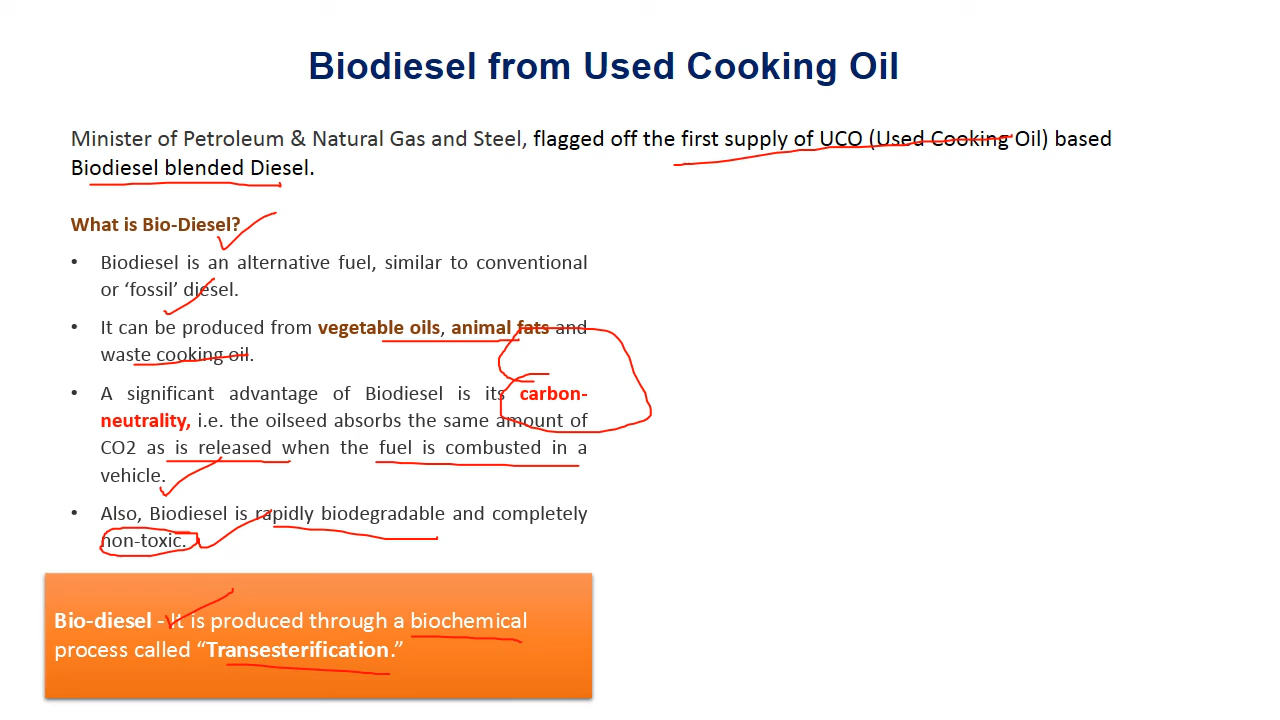 Biodiesel from Used Cooking Oil
Minister of Petroleum & Natural Gas and Steel, flagged off the first supply of UCO (Used Cooking Oil) based
Biodiesel blended Diesel.
What is Bio-Diesel?
• Biodiesel is an alternative fuel, similar to conventional
or ‘fossil’ diesel.
• It can be produced from vegetable oils, animal fats and
waste cooking oil.
• A significant advantage of Biodiesel is its carbon-
neutrality, i.e. the oilseed absorbs the same amount of
CO2 as is released when the fuel is combusted in a
vehicle.
• Also, Biodiesel is rapidly biodegradable and completely
non-toxic.
Bio-diesel - It is produced through a biochemical
process called “Transesterification.”